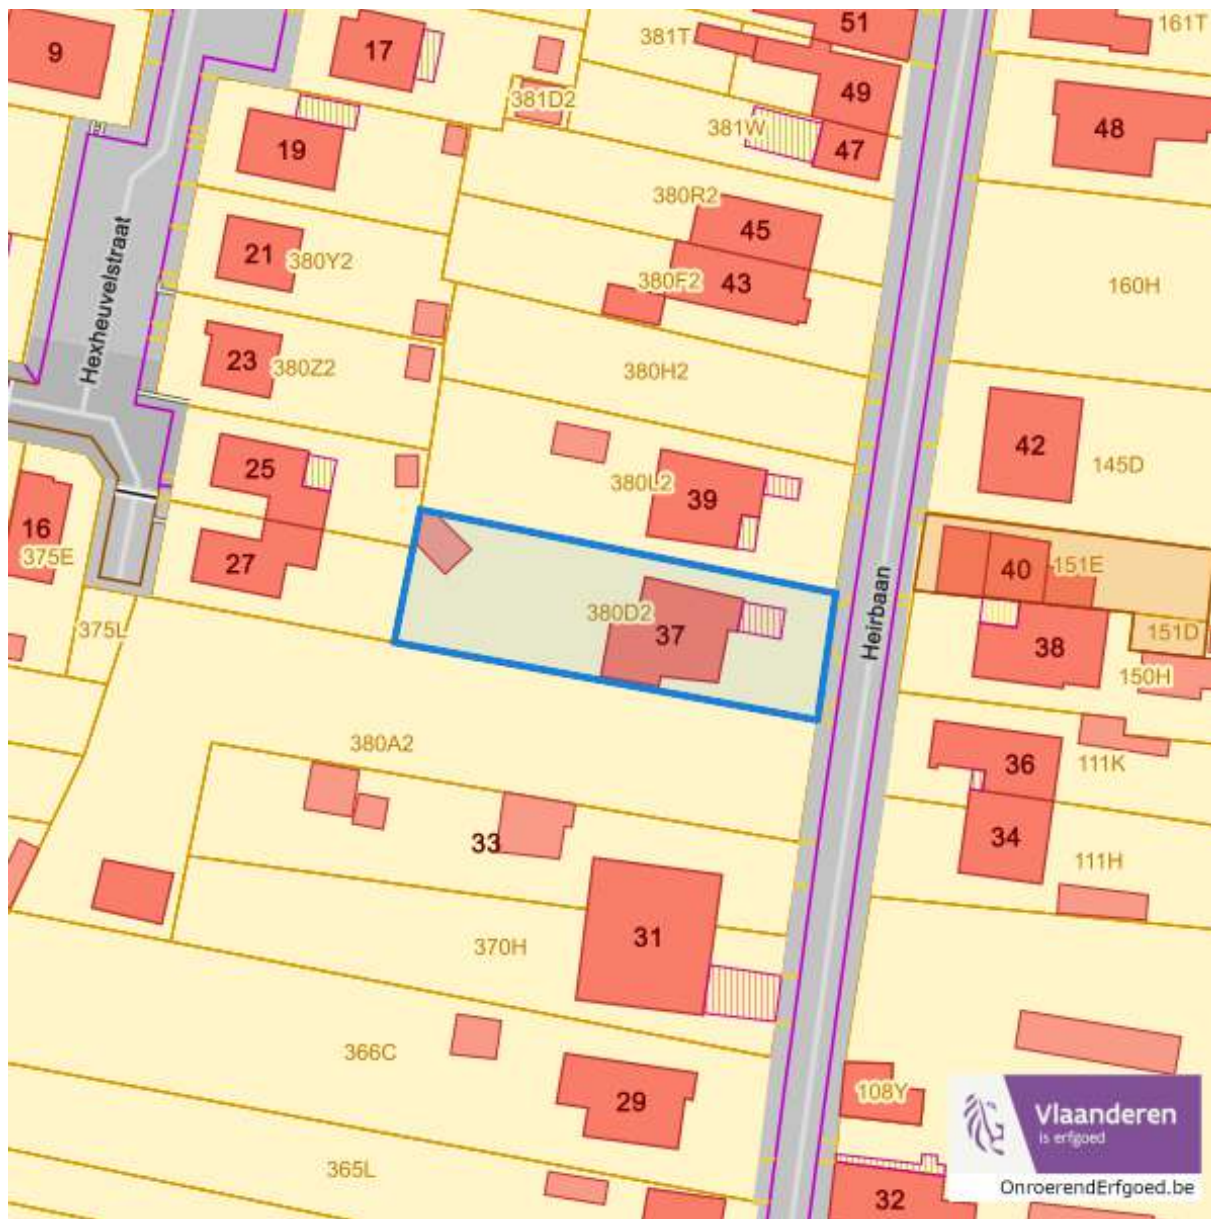 51
161T
381T
9
17
49
381D2
48
381W
47
19
380R2
45
21
380Y2
380F2
43
160H
Hexheuvelstraat
23
380Z2
380H2
42
145D
25
380L2
39
16
375E
27
40
151E
Heirbaan
380D2
37
375L
38
151D
150H
380A2
36
111K
33
34
111H
31
370H
366C
29
108Y
365L
32
Vlaanderen
is erfgoed
OnroerendErfgoed.be